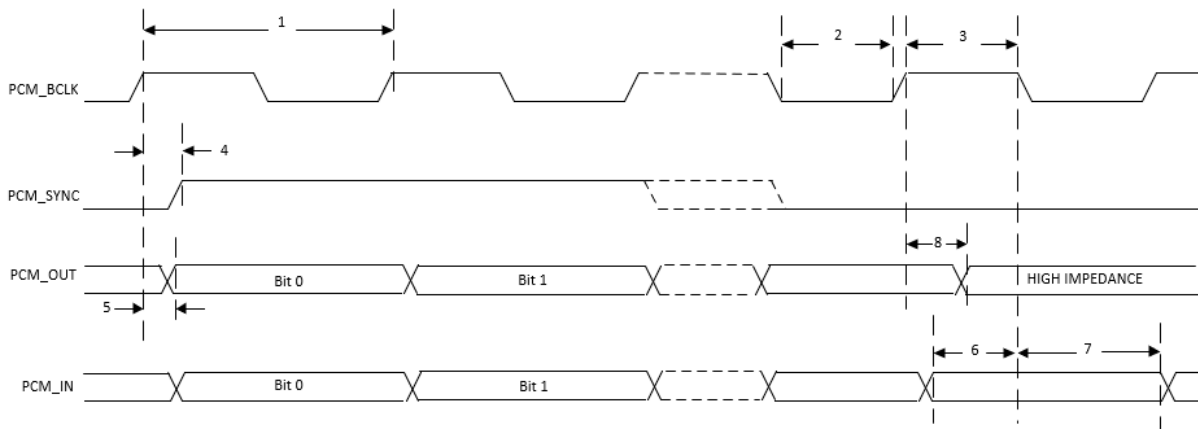 1
2
3
PCM_BCLK
4
PCM_SYNC
8
PCM_OUT
Bit 0
Bit 1
HIGH IMPEDANCE
5
6
7
PCM_IN
Bit 0
Bit 1